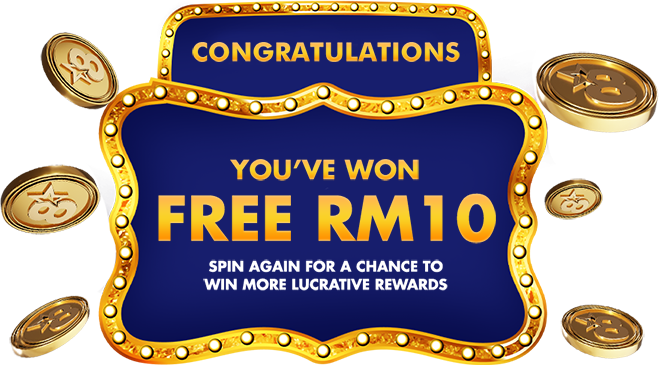 CONGRATULATIONS
YOU'VE WON
FREE RM10
SPIN AGAIN FOR A CHANCE TO
WIN MORE LUCRATIVE REWARDS